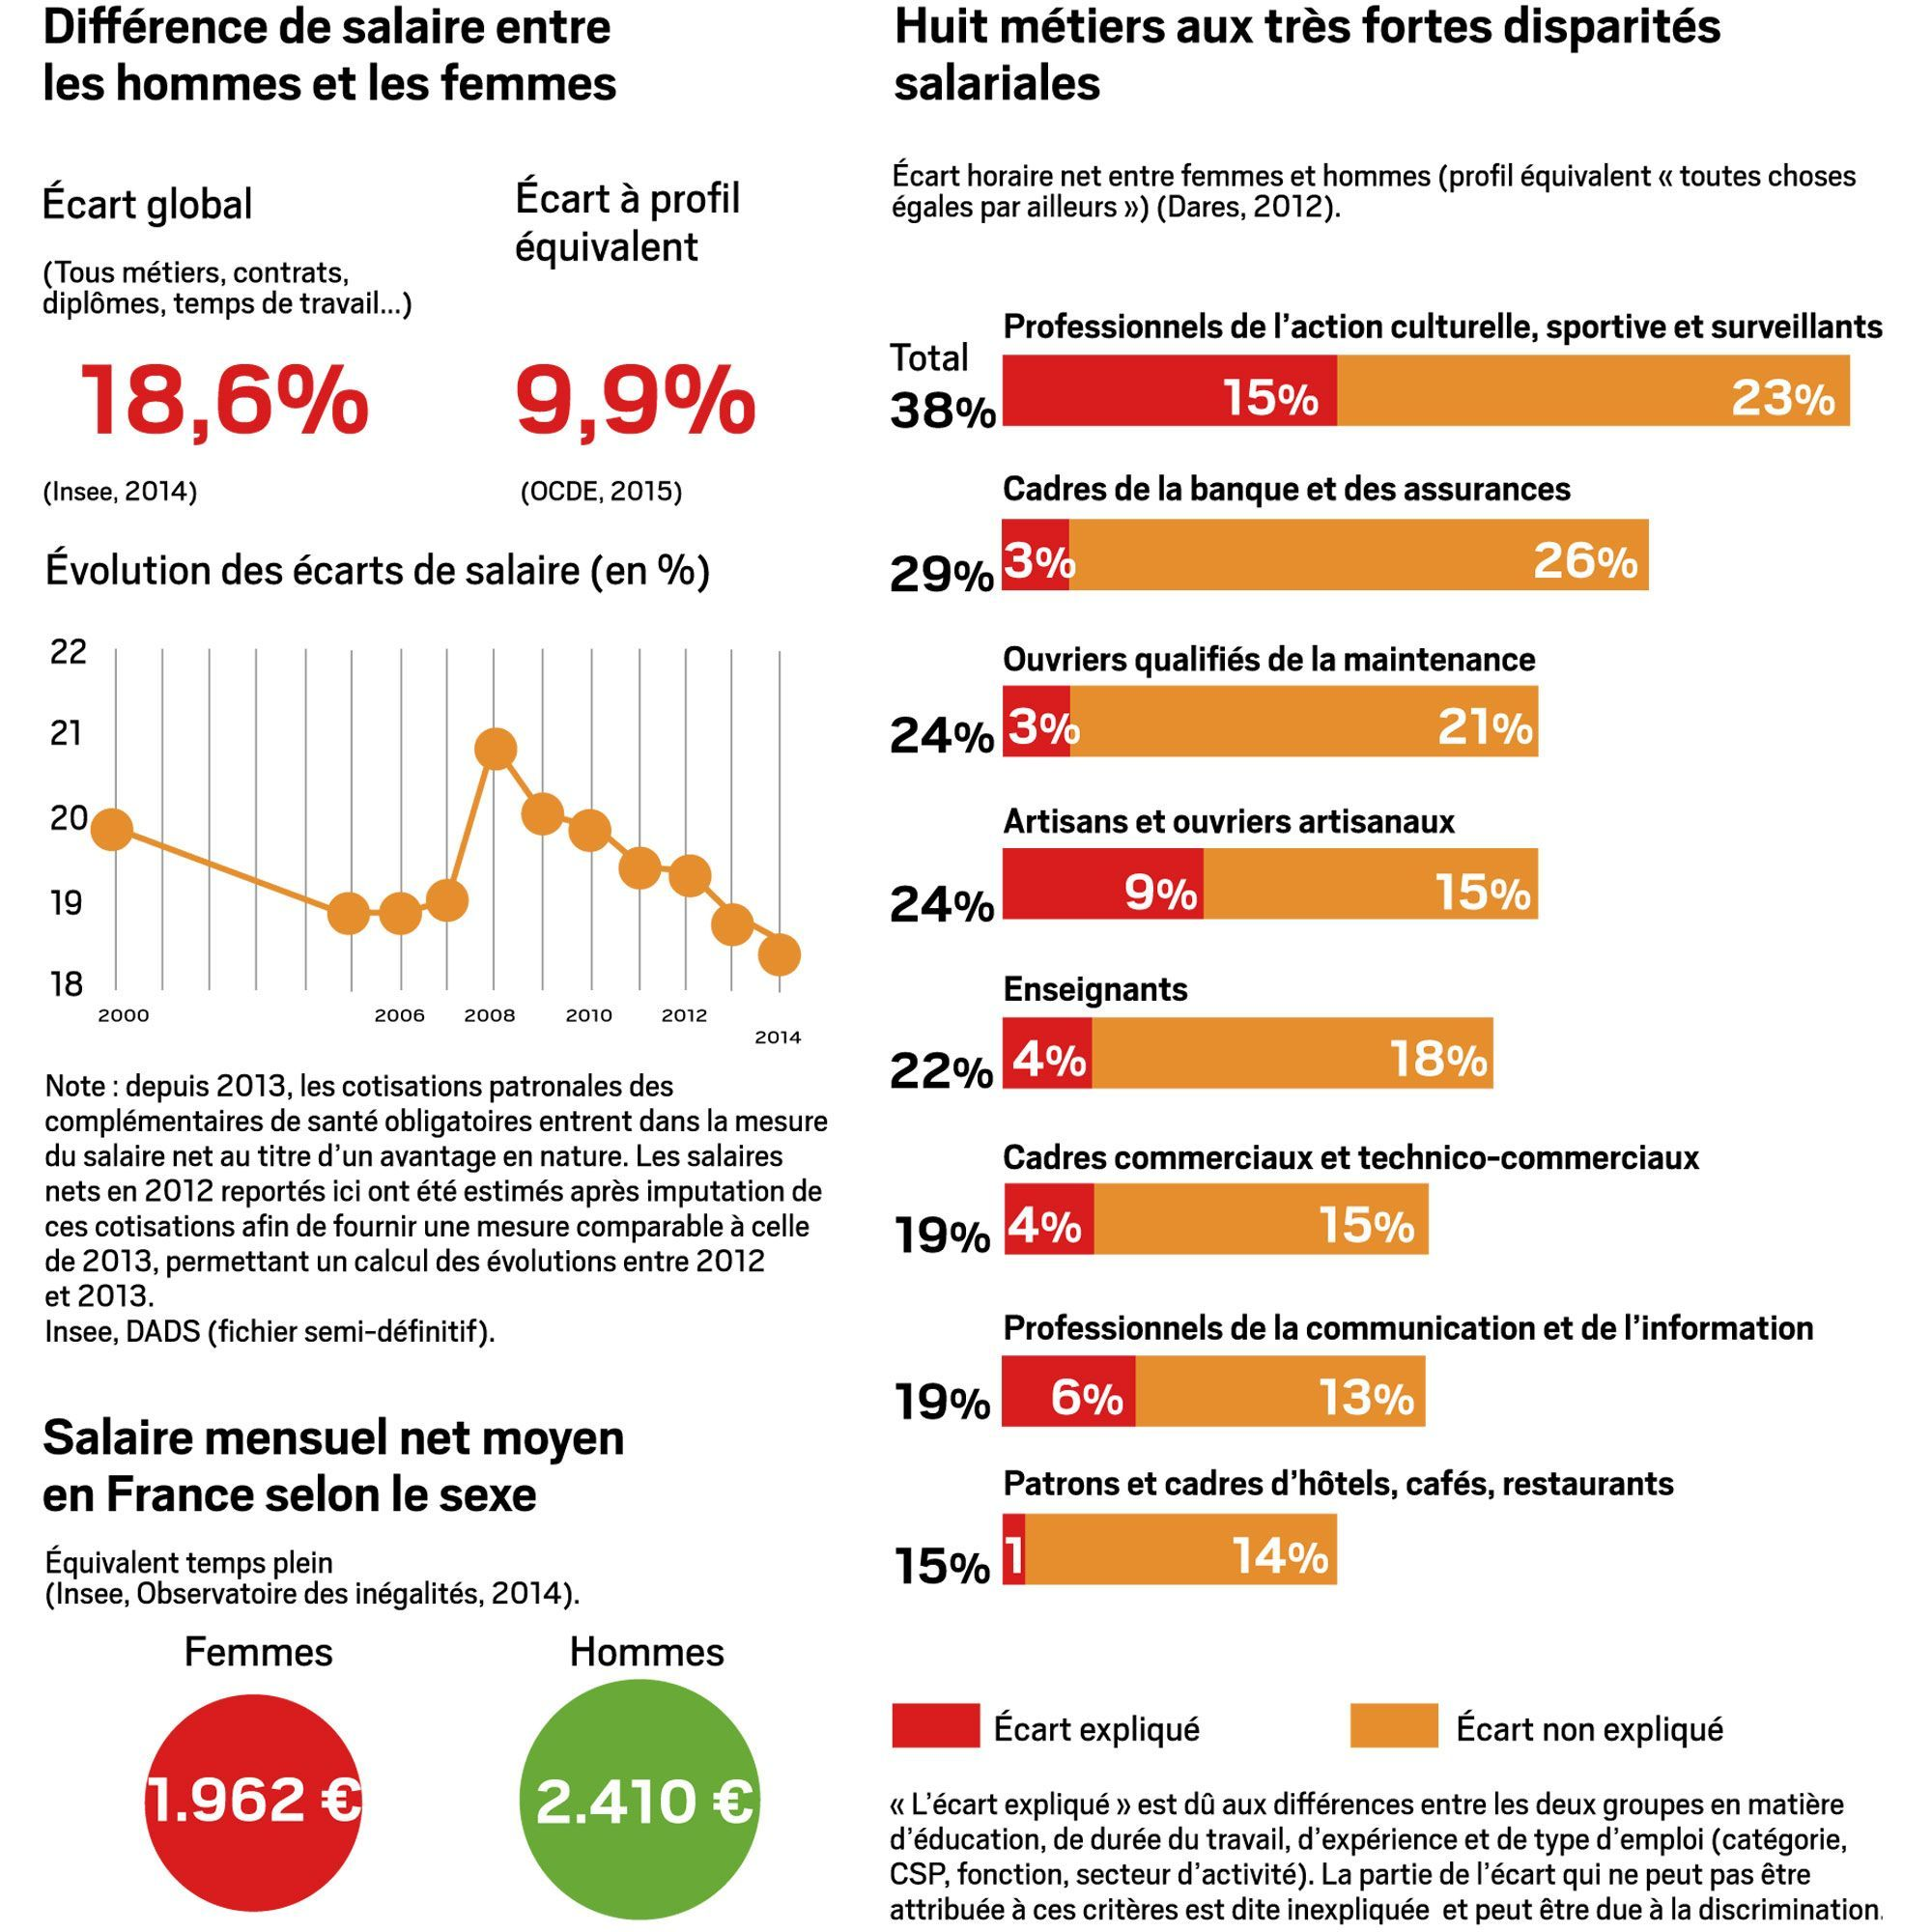 Différence de salaire entre
les hommes et les femmes
Écart global
(Tous métiers, contrats,
diplômes, temps de travail...)
18,6%
(Insee, 2014)
Écart à profil
équivalent
9,9%
(OCDE, 2015)
Évolution des écarts de salaire (en %)
22
21
20
19
18
2000
2006
2008
2010
2012
2014
Note : depuis 2013, les cotisations patronales des
complémentaires de santé obligatoires entrent dans la mesure
du salaire net au titre d’un avantage en nature. Les salaires
nets en 2012 reportés ici ont été estimés après imputation de
ces cotisations afin de fournir une mesure comparable à celle
de 2013, permettant un calcul des évolutions entre 2012
et 2013.
Insee, DADS (fichier semi-définitif).
Salaire mensuel net moyen
en France selon le sexe
Équivalent temps plein
(Insee, Observatoire des inégalités, 2014).
Femmes
1.962 €
Hommes
2.410 €
Huit métiers aux très fortes disparités
salariales
Écart horaire net entre femmes et hommes (profil équivalent « toutes choses
égales par ailleurs ») (Dares, 2012).
Professionnels de l’action culturelle, sportive et surveillants
Total
38% 15% 23%
Cadres de la banque et des assurances
29% 3% 26%
Ouvriers qualifiés de la maintenance
24% 3% 21%
Artisans et ouvriers artisanaux
24% 9% 15%
Enseignants
22% 4% 18%
Cadres commerciaux et technico-commerciaux
19% 4% 15%
Professionnels de la communication et de l’information
19% 6% 13%
Patrons et cadres d’hôtels, cafés, restaurants
15% 1 14%
Écart expliqué
Écart non expliqué
« L’écart expliqué » est dû aux différences entre les deux groupes en matière
d’éducation, de durée du travail, d’expérience et de type d’emploi (catégorie,
CSP, fonction, secteur d’activité). La partie de l’écart qui ne peut pas être
attribuée à ces critères est dite inexpliquée et peut être due à la discrimination.